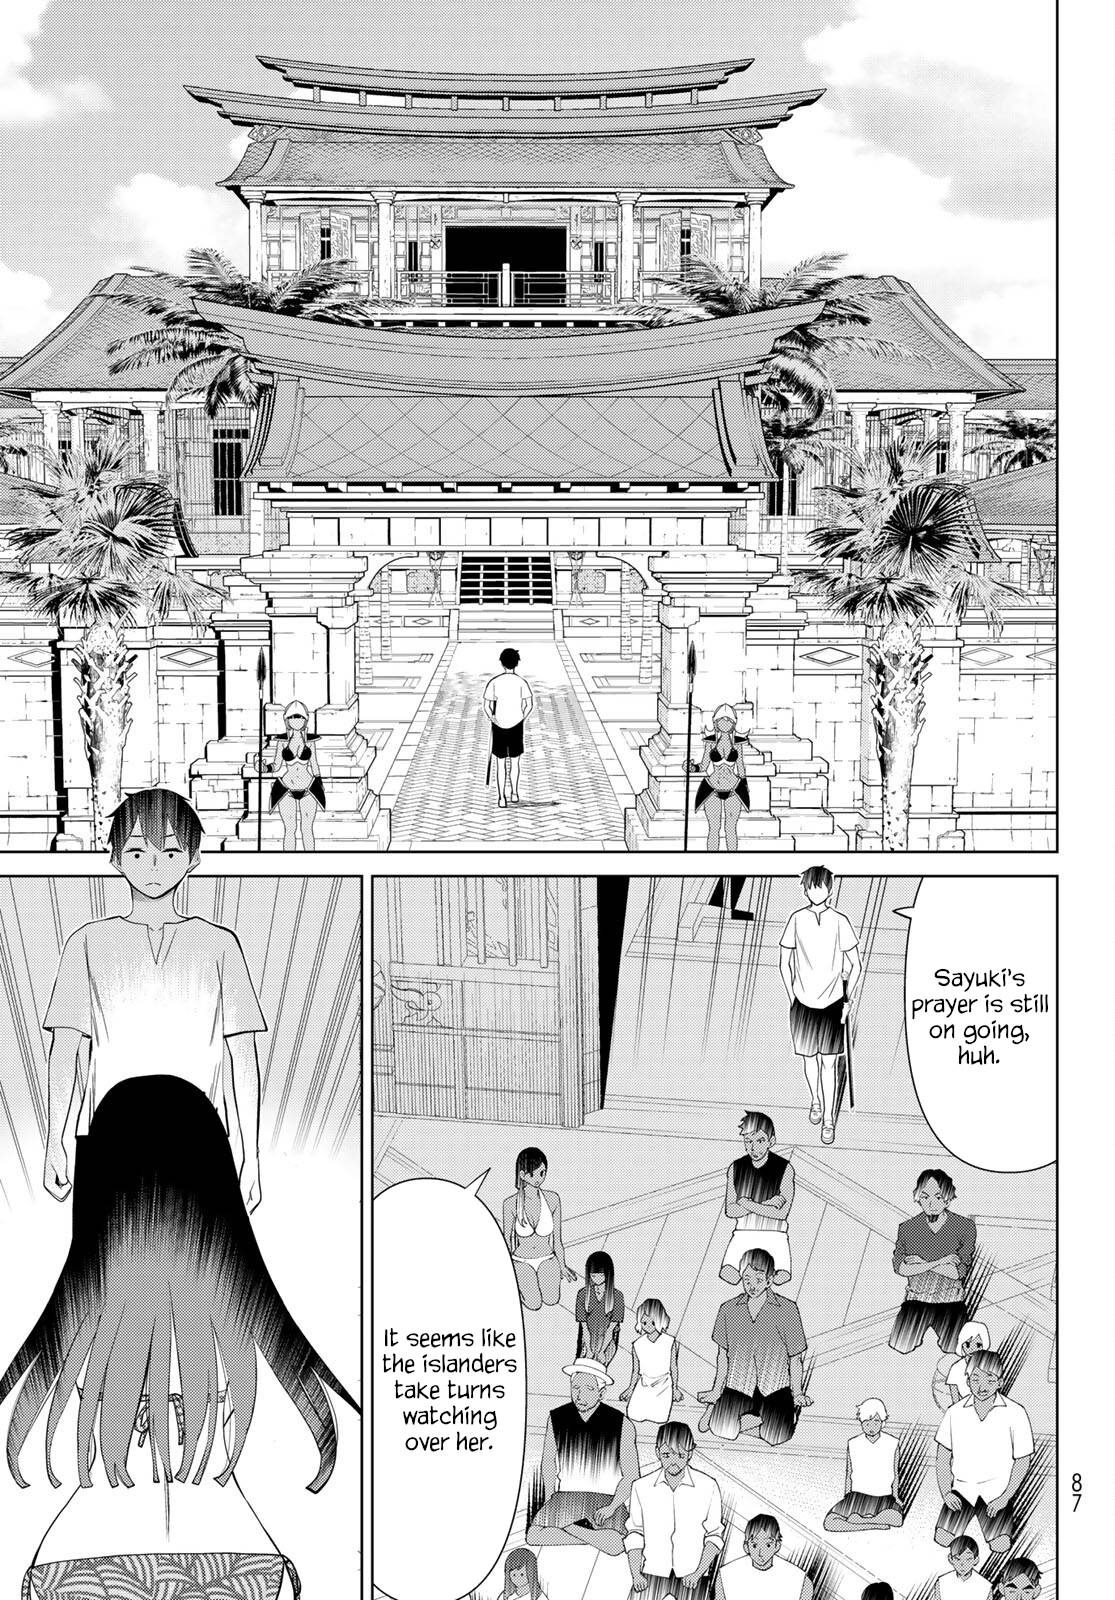 Sayuki's
prayer is still
on going,
huh.
It seems like
the islanders
take turns
watching
over her.
87